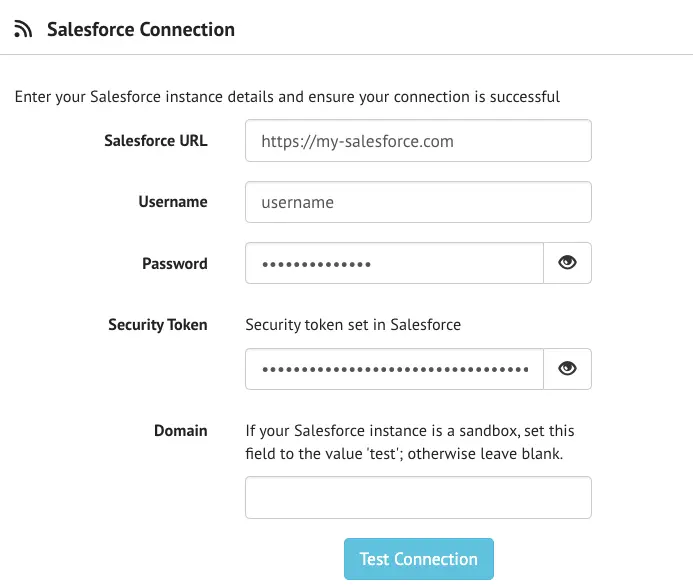 Salesforce Connection
Enter your Salesforce instance details and ensure your connection is successful
Salesforce URL
https://my-salesforce.com
Username
username
Password
••••••••••••••
Security Token
Security token set in Salesforce
••••••••••••••••••••••••••••••••••
Domain
If your Salesforce instance is a sandbox, set this
field to the value 'test'; otherwise leave blank.
Test Connection